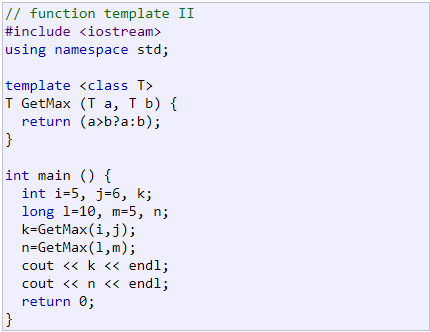 // function template II
#include <iostream>
using namespace std;

template <class T>
T GetMax (T a, T b) {
  return (a>b?a:b);
}

int main () {
  int i=5, j=6, k;
  long l=10, m=5, n;
  k=GetMax(i,j);
  n=GetMax(l,m);
  cout << k << endl;
  cout << n << endl;
  return 0;
}